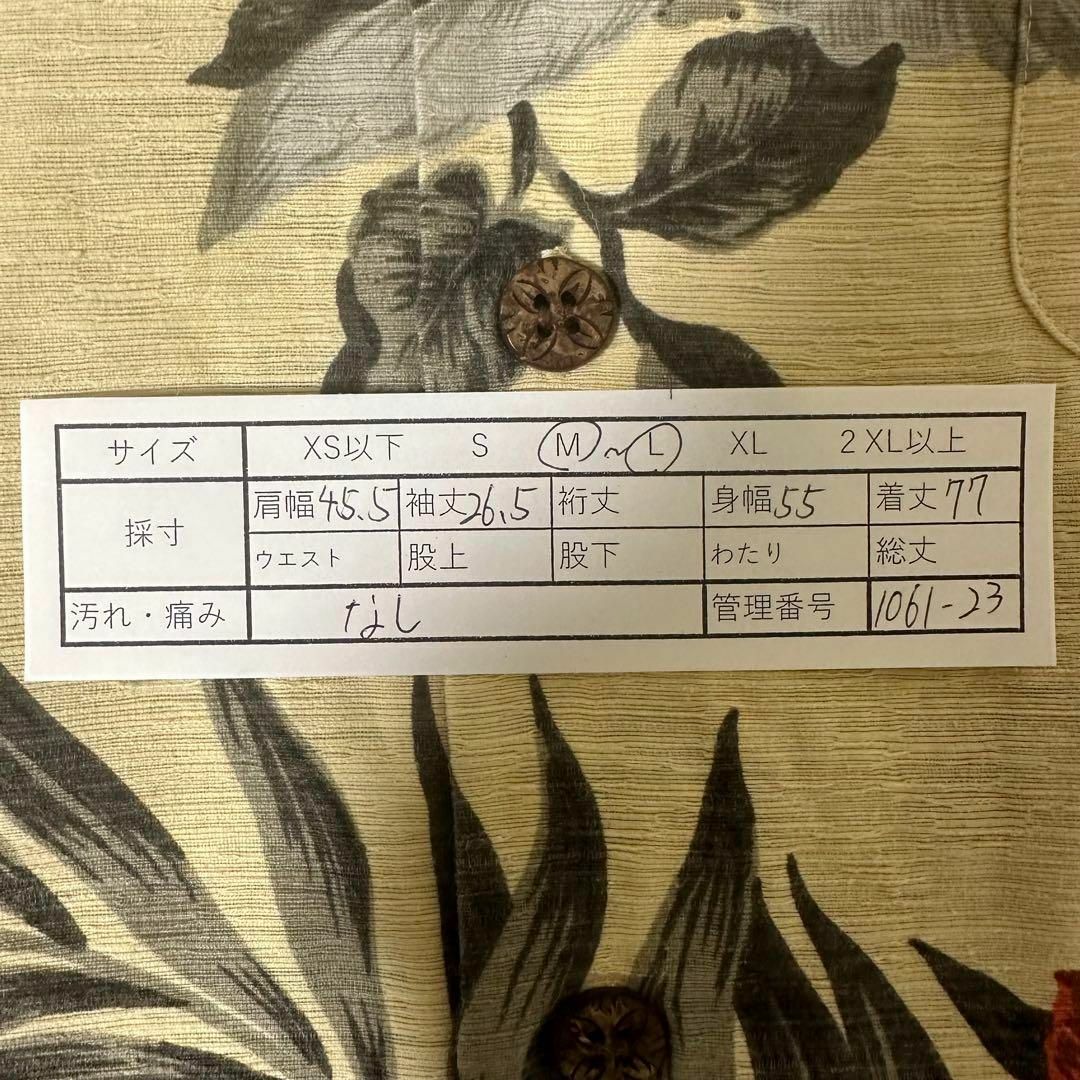 サイズ XS以下 S M~L XL 2XL以上
採寸 肩幅45.5 袖丈26.5 裄丈 身幅55 着丈77
ウエスト 股上 股下 わたり 総丈
汚れ・痛み なし 管理番号 1061-23